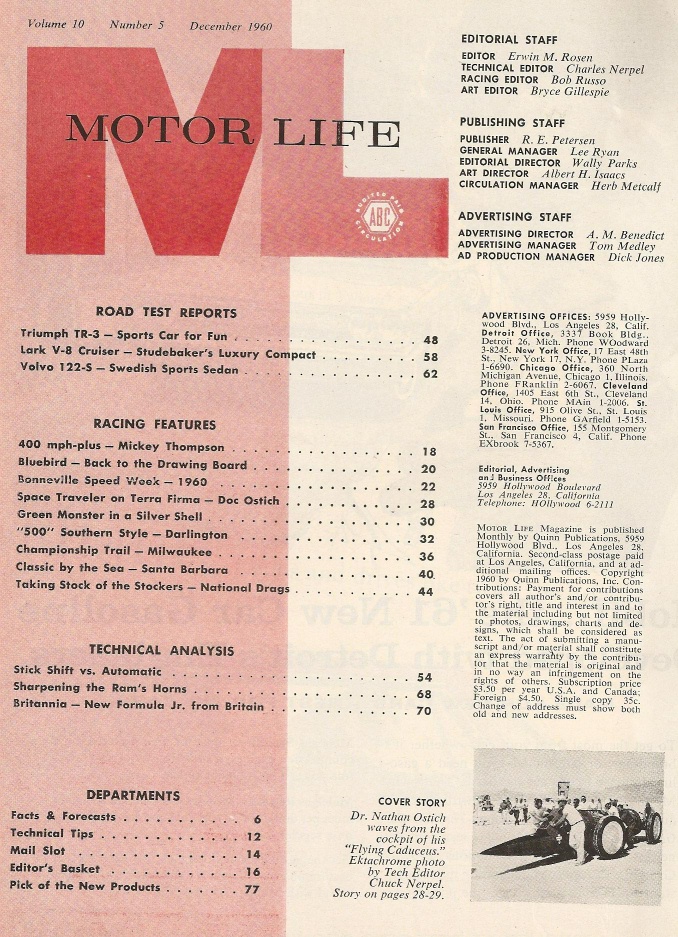 Volume 10 Number 5 December 1960
MOTOR LIFE
AUDITED PAID
ABC
CIRCULATION
ROAD TEST REPORTS
Triumph TR-3 — Sports Car for Fun . . . . . . . . . . . . . . . . 48
Lark V-8 Cruiser — Studebaker's Luxury Compact . . . . . . . . 58
Volvo 122-S — Swedish Sports Sedan . . . . . . . . . . . . . . . 62
RACING FEATURES
400 mph-plus — Mickey Thompson . . . . . . . . . . . . . . . . 18
Bluebird — Back to the Drawing Board . . . . . . . . . . . . . . 20
Bonneville Speed Week — 1960 . . . . . . . . . . . . . . . . . . 22
Space Traveler on Terra Firma — Doc Ostich . . . . . . . . . . . 28
Green Monster in a Silver Shell . . . . . . . . . . . . . . . . . . 30
"500" Southern Style — Darlington . . . . . . . . . . . . . . . . 32
Championship Trail — Milwaukee . . . . . . . . . . . . . . . . . 36
Classic by the Sea — Santa Barbara . . . . . . . . . . . . . . . . 40
Taking Stock of the Stockers — National Drags . . . . . . . . . . 44
TECHNICAL ANALYSIS
Stick Shift vs. Automatic . . . . . . . . . . . . . . . . . . . . . 54
Sharpening the Ram's Horns . . . . . . . . . . . . . . . . . . . 68
Britannia — New Formula Jr. from Britain . . . . . . . . . . . . 70
DEPARTMENTS
Facts & Forecasts . . . . . . . . . . . 6
Technical Tips . . . . . . . . . . . . . 12
Mail Slot . . . . . . . . . . . . . . . . 14
Editor's Basket . . . . . . . . . . . . 16
Pick of the New Products . . . . . . . 77
EDITORIAL STAFF
EDITOR Erwin M. Rosen
TECHNICAL EDITOR Charles Nerpel
RACING EDITOR Bob Russo
ART EDITOR Bryce Gillespie
PUBLISHING STAFF
PUBLISHER R. E. Petersen
GENERAL MANAGER Lee Ryan
EDITORIAL DIRECTOR Wally Parks
ART DIRECTOR Albert H. Isaacs
CIRCULATION MANAGER Herb Metcalf
ADVERTISING STAFF
ADVERTISING DIRECTOR A. M. Benedict
ADVERTISING MANAGER Tom Medley
AD PRODUCTION MANAGER Dick Jones
ADVERTISING OFFICES: 5959 Holly-
wood Blvd., Los Angeles 28, Calif.
Detroit Office, 3337 Book Bldg.,
Detroit 26, Mich. Phone WOodward
3-8245. New York Office, 17 East 48th
St., New York 17, N.Y. Phone PLaza
1-6690. Chicago Office, 360 North
Michigan Avenue, Chicago 1, Illinois.
Phone FRanklin 2-6067. Cleveland
Office, 1405 East 6th St., Cleveland
14, Ohio. Phone MAin 1-2006. St.
Louis Office, 915 Olive St., St. Louis
1, Missouri. Phone GArfield 1-5153.
San Francisco Office, 155 Montgomery
St., San Francisco 4, Calif. Phone
EXbrook 7-5367.
Editorial, Advertising
and Business Offices
5959 Hollywood Boulevard
Los Angeles 28, California
Telephone: HOllywood 6-2111
MOTOR LIFE Magazine is published
Monthly by Quinn Publications, 5959
Hollywood Blvd., Los Angeles 28,
California. Second-class postage paid
at Los Angeles, California, and at ad-
ditional mailing offices. Copyright
1960 by Quinn Publications, Inc. Con-
tributions: Payment for contributions
covers all author's and/or contribu-
tor's right, title and interest in and to
the material including but not limited
to photos, drawings, charts and de-
signs, which shall be considered as
text. The act of submitting a manu-
script and/or material shall constitute
an express warranty by the contribu-
tor that the material is original and
in no way an infringement on the
rights of others. Subscription price
$3.50 per year U.S.A. and Canada;
Foreign $4.50. Single copy 35c.
Change of address must show both
old and new addresses.
COVER STORY
Dr. Nathan Ostich
waves from the
cockpit of his
"Flying Caduceus."
Ektachrome photo
by Tech Editor
Chuck Nerpel.
Story on pages 28-29.